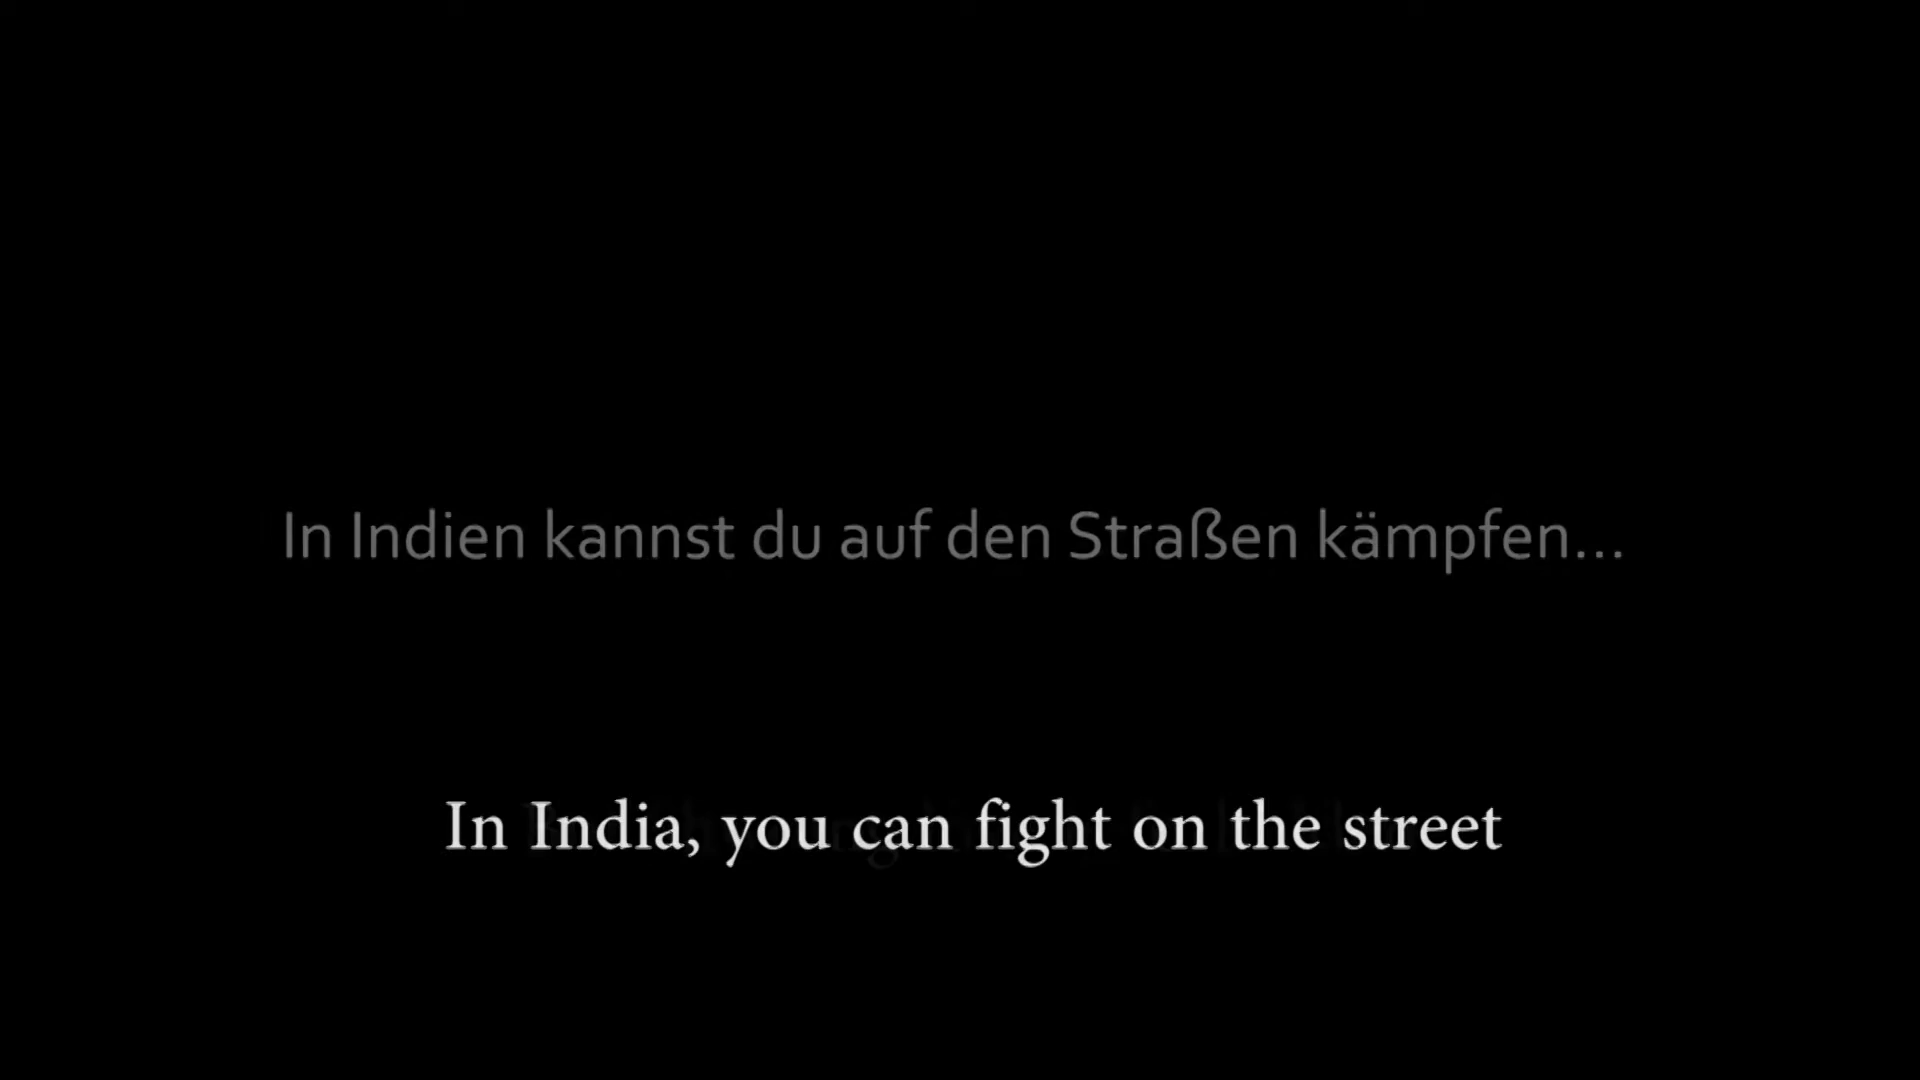 In Indien kannst du auf den Straßen kämpfen...
In India, you can fight on the street